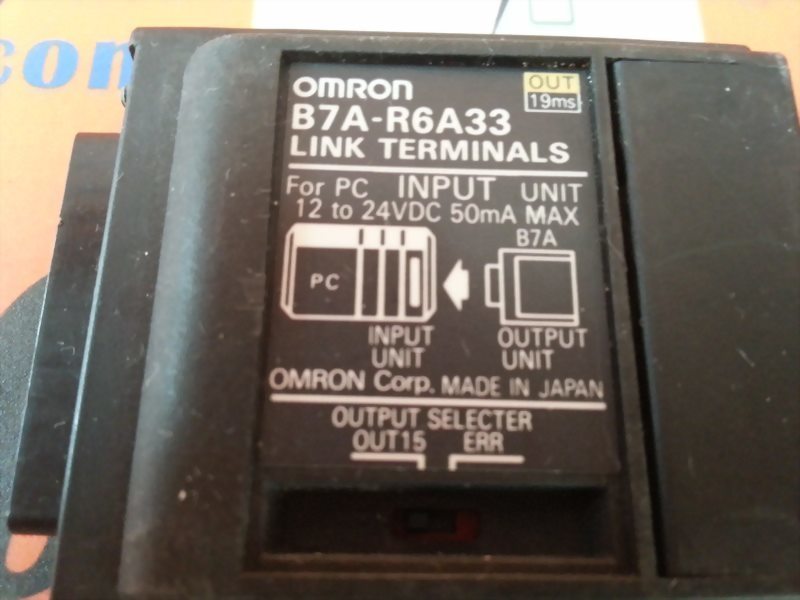 com
OMRON
OUT
19ms
B7A-R6A33
LINK TERMINALS
For PC INPUT UNIT
12 to 24VDC 50mA MAX
B7A
PC
INPUT UNIT
OUTPUT UNIT
OMRON Corp. MADE IN JAPAN
OUTPUT SELECTER
OUT15 ERR